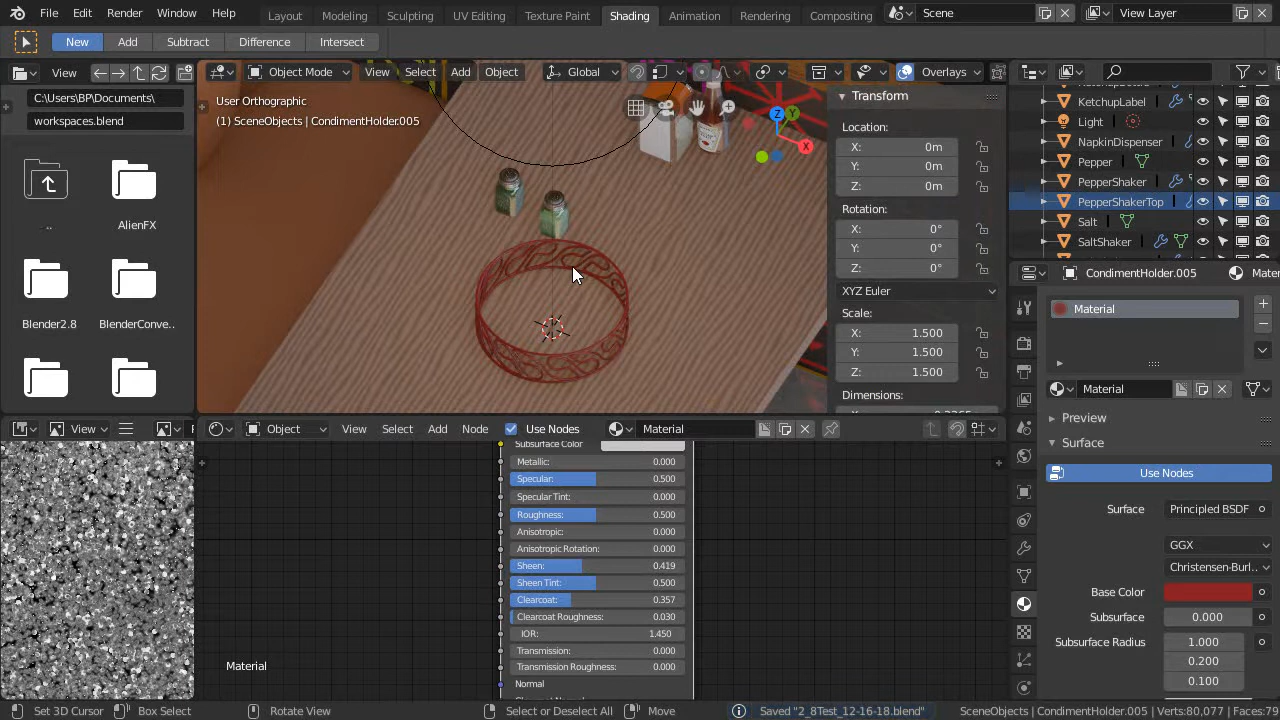 File Edit Render Window Help Layout Modeling Sculpting UV Editing Texture Paint Shading Animation Rendering Compositing Scene View Layer
New Add Subtract Difference Intersect
View Object Mode View Select Add Object Global Overlays
C:\Users\BP\Documents\
workspaces.blend
..
AlienFX
Blender2.8
BlenderConve..
User Orthographic
(1) SceneObjects | CondimentHolder.005
Z
Y
X
Transform
Location:
X: 0m
Y: 0m
Z: 0m
Rotation:
X: 0°
Y: 0°
Z: 0°
XYZ Euler
Scale:
X: 1.500
Y: 1.500
Z: 1.500
Dimensions:
KetchupLabel
Light
NapkinDispenser
Pepper
PepperShaker
PepperShakerTop
Salt
SaltShaker
CondimentHolder.005 Mater
Material
Material
Preview
Surface
Use Nodes
Surface Principled BSDF
GGX
Christensen-Burl..
Base Color
Subsurface 0.000
Subsurface Radius 1.000
0.200
0.100
View
Object View Select Add Node Use Nodes Material
Subsurface Color
Metallic: 0.000
Specular: 0.500
Specular Tint: 0.000
Roughness: 0.500
Anisotropic: 0.000
Anisotropic Rotation: 0.000
Sheen: 0.419
Sheen Tint: 0.500
Clearcoat: 0.357
Clearcoat Roughness: 0.030
IOR: 1.450
Transmission: 0.000
Transmission Roughness: 0.000
Normal
Material
Set 3D Cursor Box Select Rotate View Select or Deselect All Move Saved "2_8Test_12-16-18.blend" SceneObjects | CondimentHolder.005 | Verts:80,077 | Faces:79